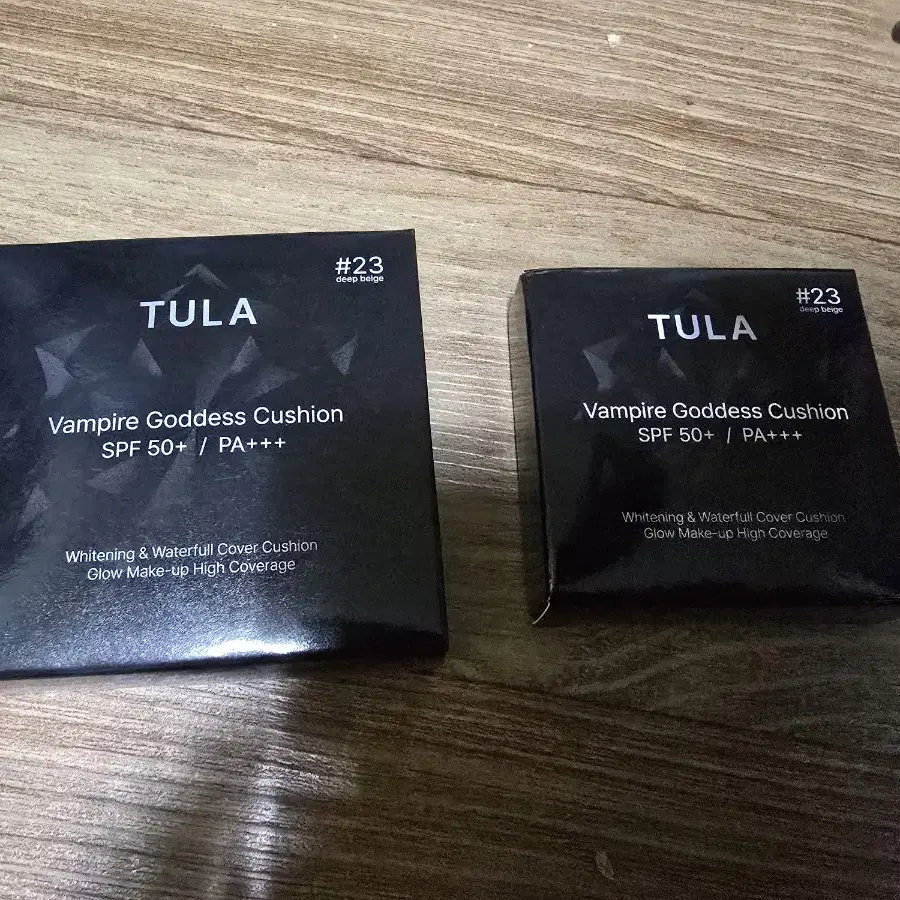 #23
deep beige
TULA
Vampire Goddess Cushion
SPF 50+ / PA+++
Whitening & Waterfull Cover Cushion
Glow Make-up High Coverage
#23
deep beige
TULA
Vampire Goddess Cushion
SPF 50+ / PA+++
Whitening & Waterfull Cover Cushion
Glow Make-up High Coverage